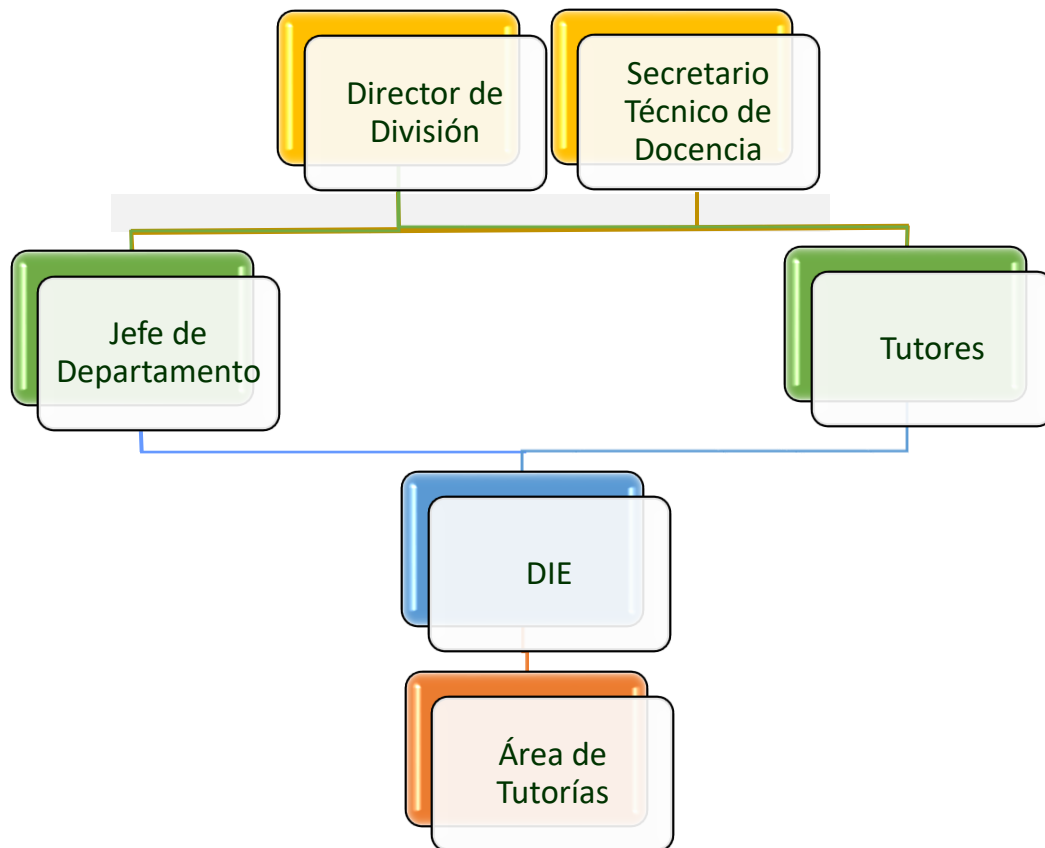 Director de
División
Secretario
Técnico de
Docencia
Jefe de
Departamento
Tutores
DIE
Área de
Tutorías